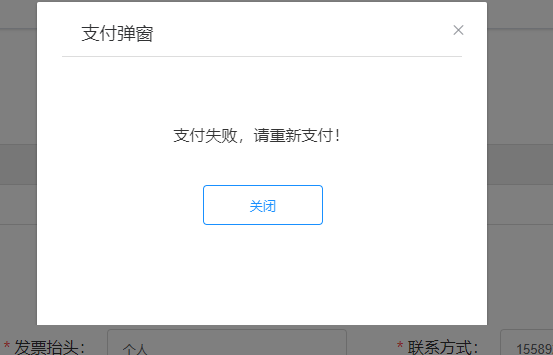 支付弹窗
支付失败，请重新支付！
关闭
* 发票抬头： 个人 * 联系方式： 15589